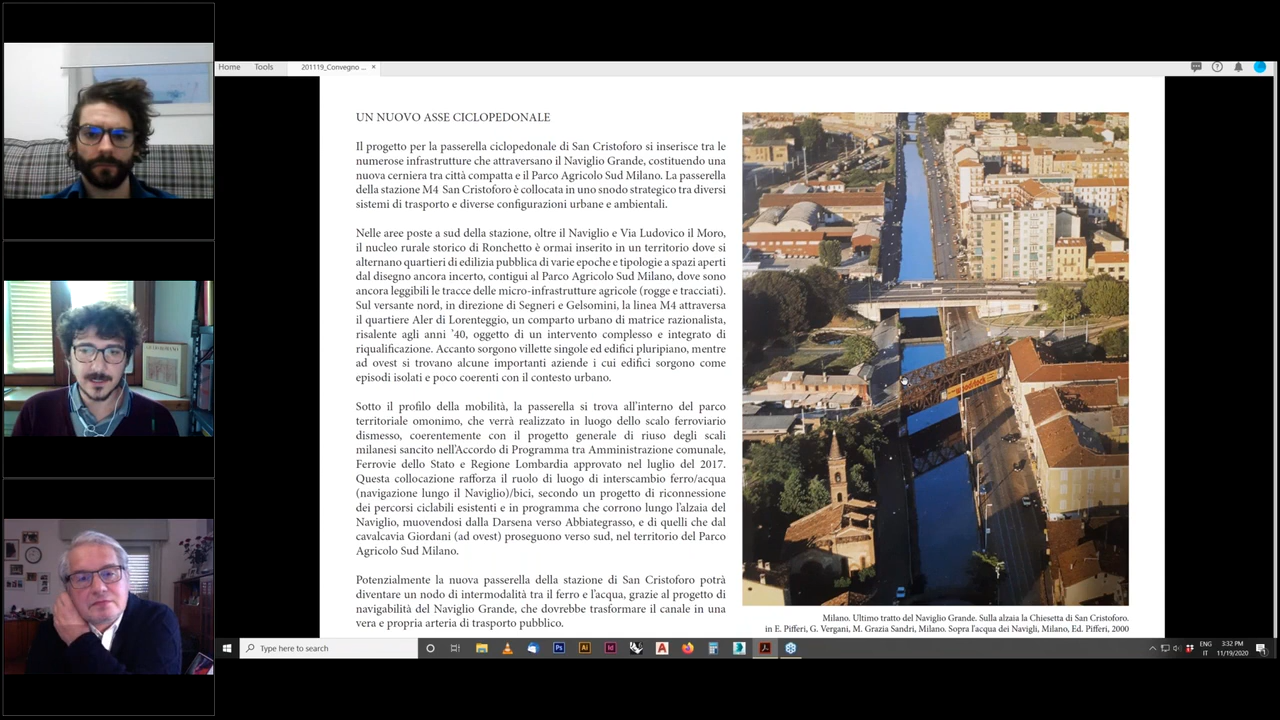 Home Tools 201119_Convegno ... ×
UN NUOVO ASSE CICLOPEDONALE
Il progetto per la passerella ciclopedonale di San Cristoforo si inserisce tra le
numerose infrastrutture che attraversano il Naviglio Grande, costituendo una
nuova cerniera tra città compatta e il Parco Agricolo Sud Milano. La passerella
della stazione M4 San Cristoforo è collocata in uno snodo strategico tra diversi
sistemi di trasporto e diverse configurazioni urbane e ambientali.
Nelle aree poste a sud della stazione, oltre il Naviglio e Via Ludovico il Moro,
il nucleo rurale storico di Ronchetto è ormai inserito in un territorio dove si
alternano quartieri di edilizia pubblica di varie epoche e tipologie a spazi aperti
dal disegno ancora incerto, contigui al Parco Agricolo Sud Milano, dove sono
ancora leggibili le tracce delle micro-infrastrutture agricole (rogge e tracciati).
Sul versante nord, in direzione di Segneri e Gelsomini, la linea M4 attraversa
il quartiere Aler di Lorenteggio, un comparto urbano di matrice razionalista,
risalente agli anni ’40, oggetto di un intervento complesso e integrato di
riqualificazione. Accanto sorgono villette singole ed edifici pluripiano, mentre
ad ovest si trovano alcune importanti aziende i cui edifici sorgono come
episodi isolati e poco coerenti con il contesto urbano.
Sotto il profilo della mobilità, la passerella si trova all’interno del parco
territoriale omonimo, che verrà realizzato in luogo dello scalo ferroviario
dismesso, coerentemente con il progetto generale di riuso degli scali
milanesi sancito nell’Accordo di Programma tra Amministrazione comunale,
Ferrovie dello Stato e Regione Lombardia approvato nel luglio del 2017.
Questa collocazione rafforza il ruolo di luogo di interscambio ferro/acqua
(navigazione lungo il Naviglio)/bici, secondo un progetto di riconnessione
dei percorsi ciclabili esistenti e in programma che corrono lungo l’alzaia del
Naviglio, muovendosi dalla Darsena verso Abbiategrasso, e di quelli che dal
cavalcavia Giordani (ad ovest) proseguono verso sud, nel territorio del Parco
Agricolo Sud Milano.
Potenzialmente la nuova passerella della stazione di San Cristoforo potrà
diventare un nodo di intermodalità tra il ferro e l’acqua, grazie al progetto di
navigabilità del Naviglio Grande, che dovrebbe trasformare il canale in una
vera e propria arteria di trasporto pubblico.
Milano. Ultimo tratto del Naviglio Grande. Sulla alzaia la Chiesetta di San Cristoforo.
in E. Pifferi, G. Vergani, M. Grazia Sandri, Milano. Sopra l'acqua dei Navigli, Milano, Ed. Pifferi, 2000
Type here to search
Ps Ai Id A
ENG
IT
3:32 PM
11/19/2020